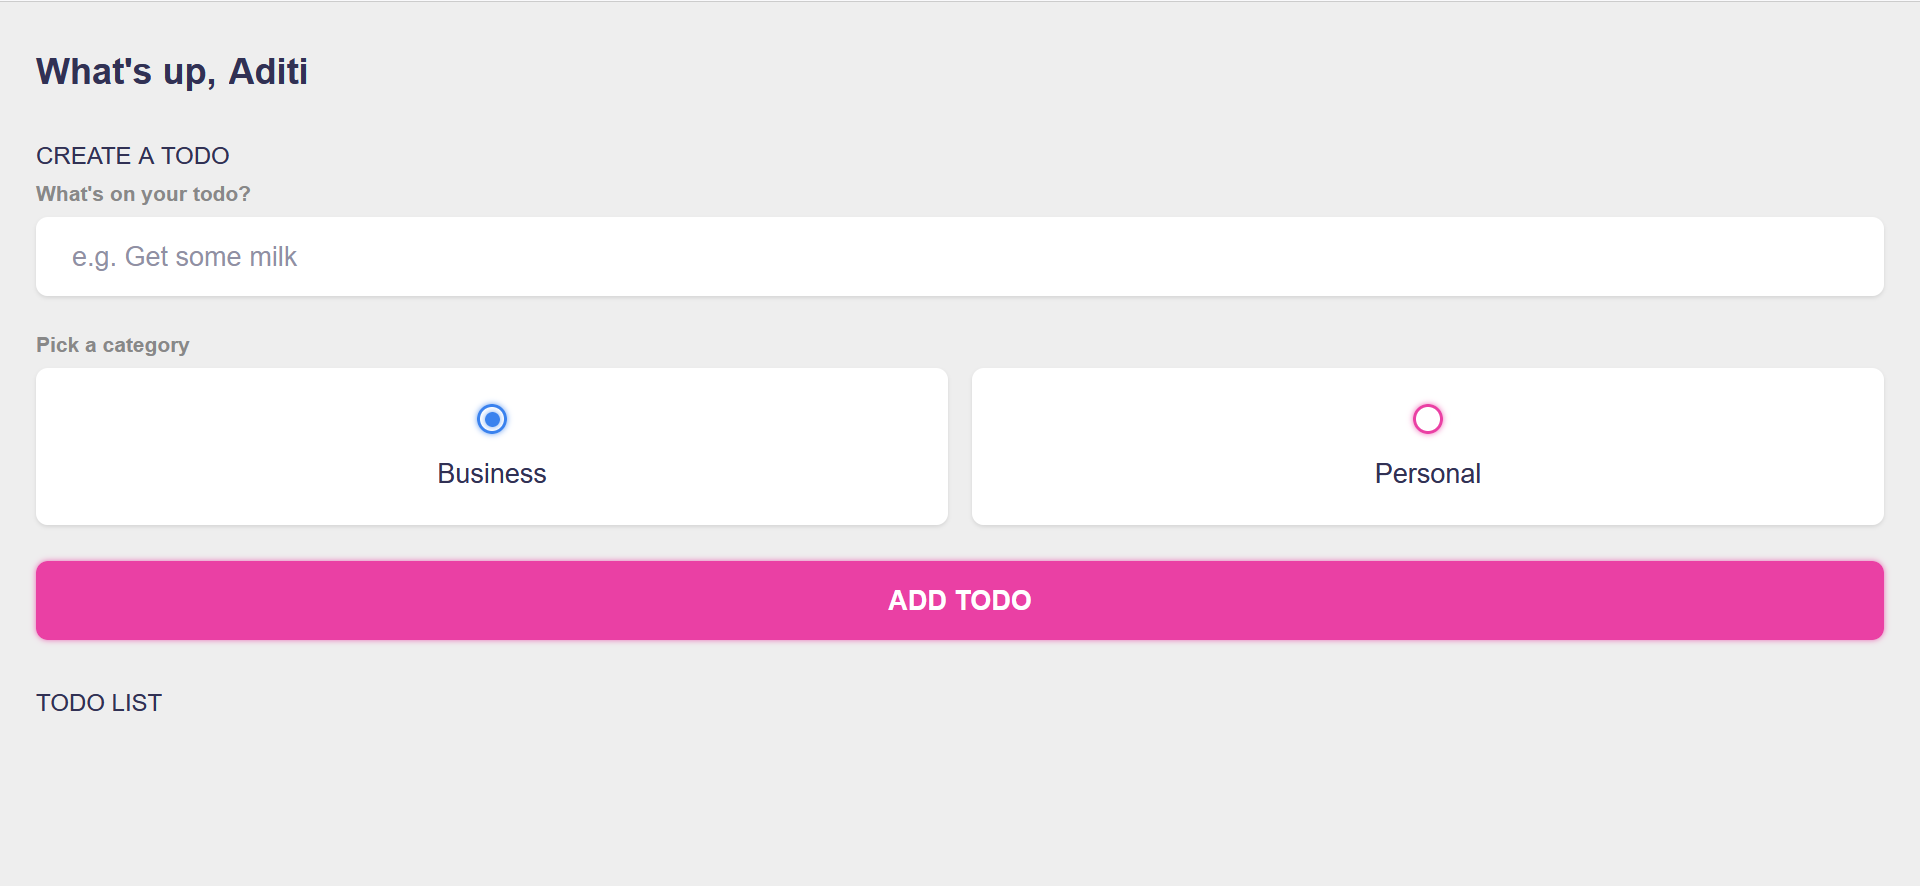 What's up, Aditi
CREATE A TODO
What's on your todo?
e.g. Get some milk
Pick a category
Business
Personal
ADD TODO
TODO LIST